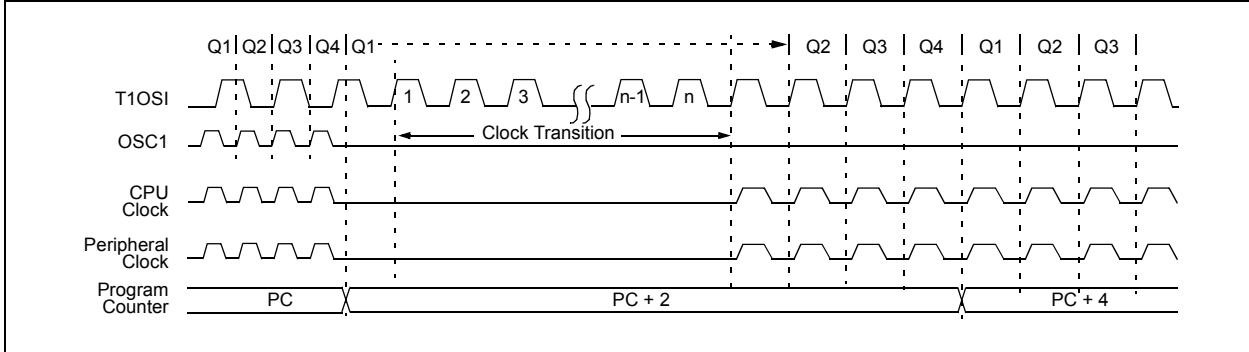 Q1 Q2 Q3 Q4 Q1 Q2 Q3 Q4 Q1 Q2 Q3
T1OSI 1 2 3 n-1 n
Clock Transition
OSC1
CPU
Clock
Peripheral
Clock
Program
Counter
PC PC + 2 PC + 4